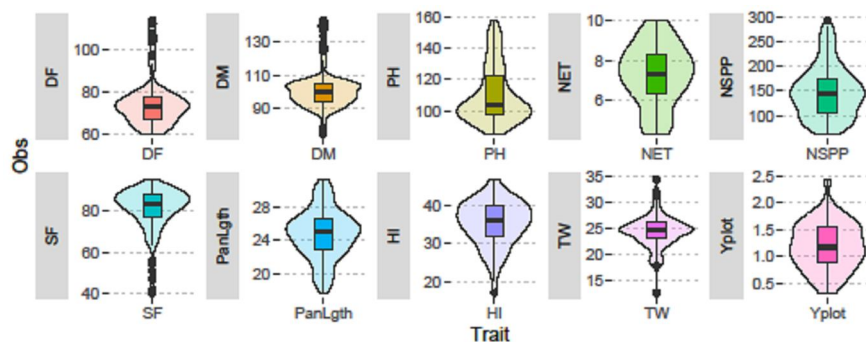 Obs
DF
100
80
60
DF
DM
130
110
90
DM
PH
160
140
120
100
PH
NET
10
8
6
NET
NSPP
300
250
200
150
100
NSPP
SF
80
60
40
SF
PanLgth
28
24
20
PanLgth
HI
40
30
20
HI
TW
35
30
25
20
15
TW
Yplot
2.5
2.0
1.5
1.0
0.5
Yplot
Trait